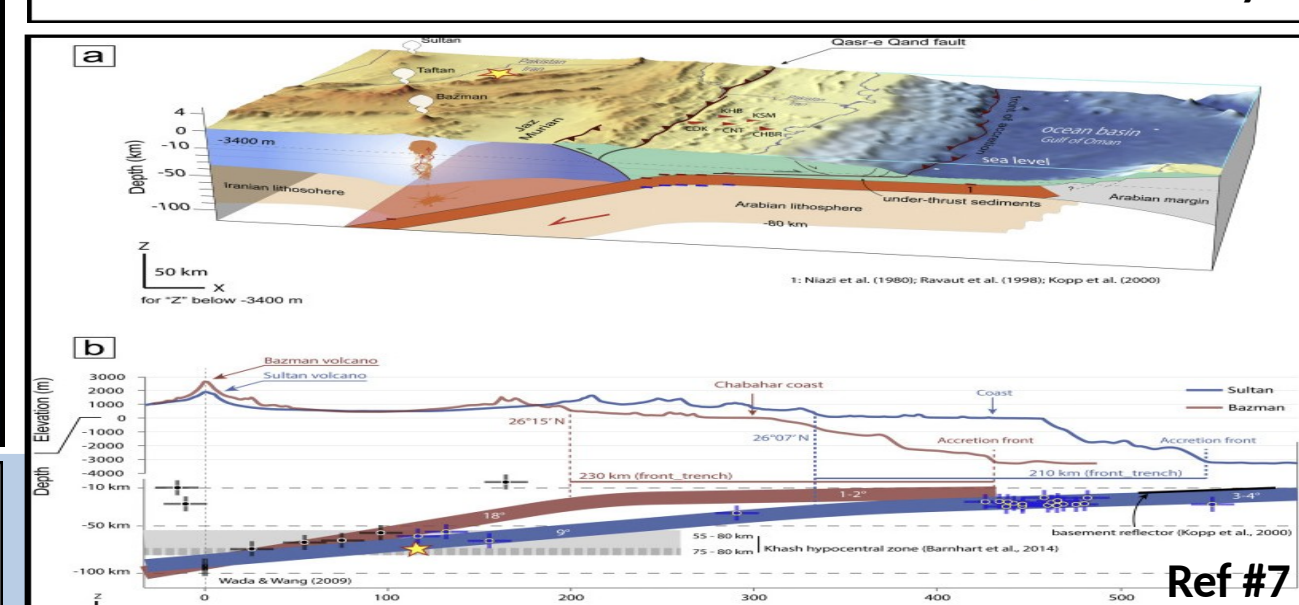 a
Sultan
Qasr-e Qand fault
Taftan
Pakistan
Iran
Bazman
4
0
-10
-50
-100
Depth (km)
-3400 m
Jaz
Murian
KHB
KSM
CDK
CNT
CHBR
front of accretion
ocean basin
Gulf of Oman
sea level
Iranian lithosohere
Arabian lithosphere
-80 km
under-thrust sediments
1
?
Arabian margin
Z
50 km
X
for "Z" below -3400 m
1: Niazi et al. (1980); Ravaut et al. (1998); Kopp et al. (2000)
b
Bazman volcano
Sultan volcano
Elevation (m)
3000
2000
1000
0
-1000
-2000
-3000
-4000
Chabahar coast
Coast
Sultan
Bazman
26°15' N
26°07' N
Accretion front
Accretion front
Depth
-10 km
-50 km
-100 km
230 km (front_trench)
210 km (front_trench)
18°
9°
1-2°
3-4°
55 - 80 km
75 - 80 km
Khash hypocentral zone (Barnhart et al., 2014)
basement reflector (Kopp et al., 2000)
Wada & Wang (2009)
Z
0
100
200
300
400
500
Ref #7